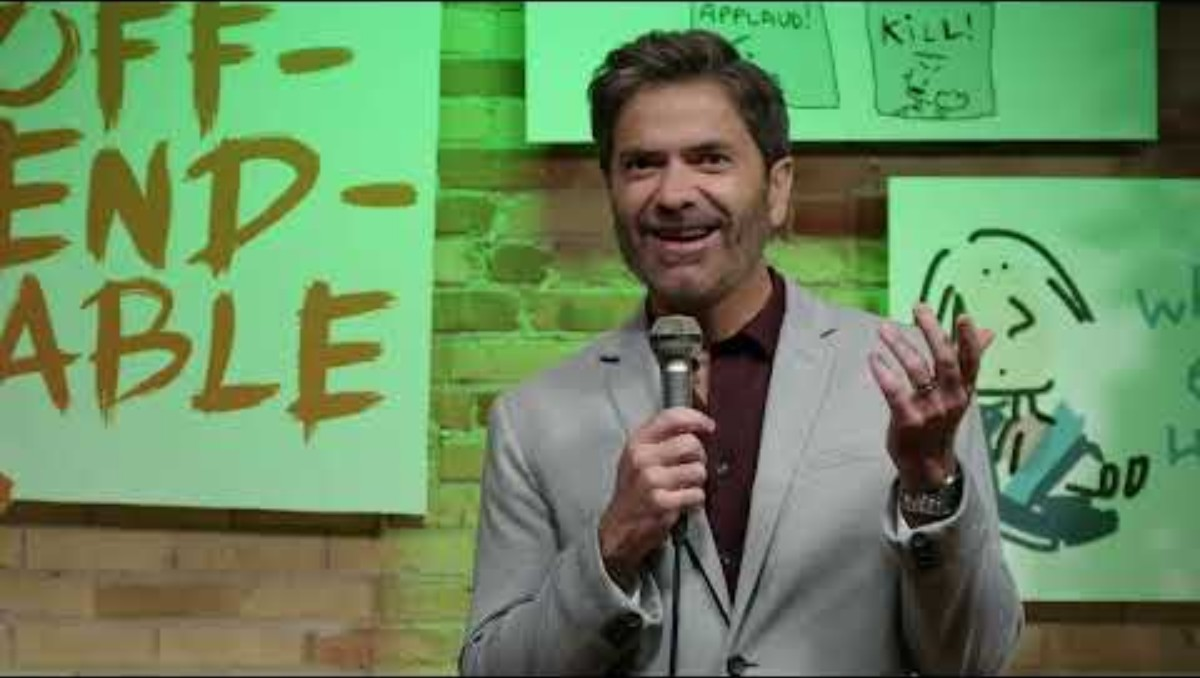 OFF-
END-
ABLE
APPLAUD!
KiLL!